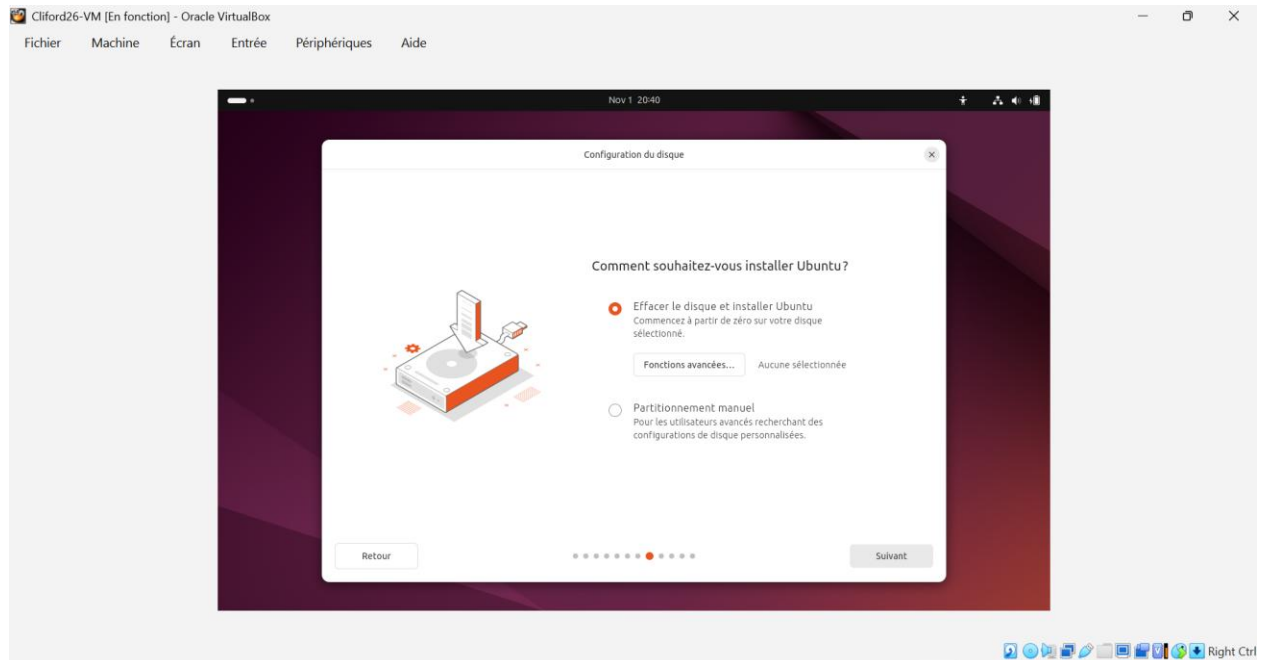 Cliford26-VM [En fonction] - Oracle VirtualBox
Fichier Machine Écran Entrée Périphériques Aide
Nov 1 20:40
Configuration du disque
Comment souhaitez-vous installer Ubuntu ?
Effacer le disque et installer Ubuntu
Commencez à partir de zéro sur votre disque
sélectionné.
Fonctions avancées... Aucune sélectionnée
Partitionnement manuel
Pour les utilisateurs avancés recherchant des
configurations de disque personnalisées.
Retour
Suivant
Right Ctrl